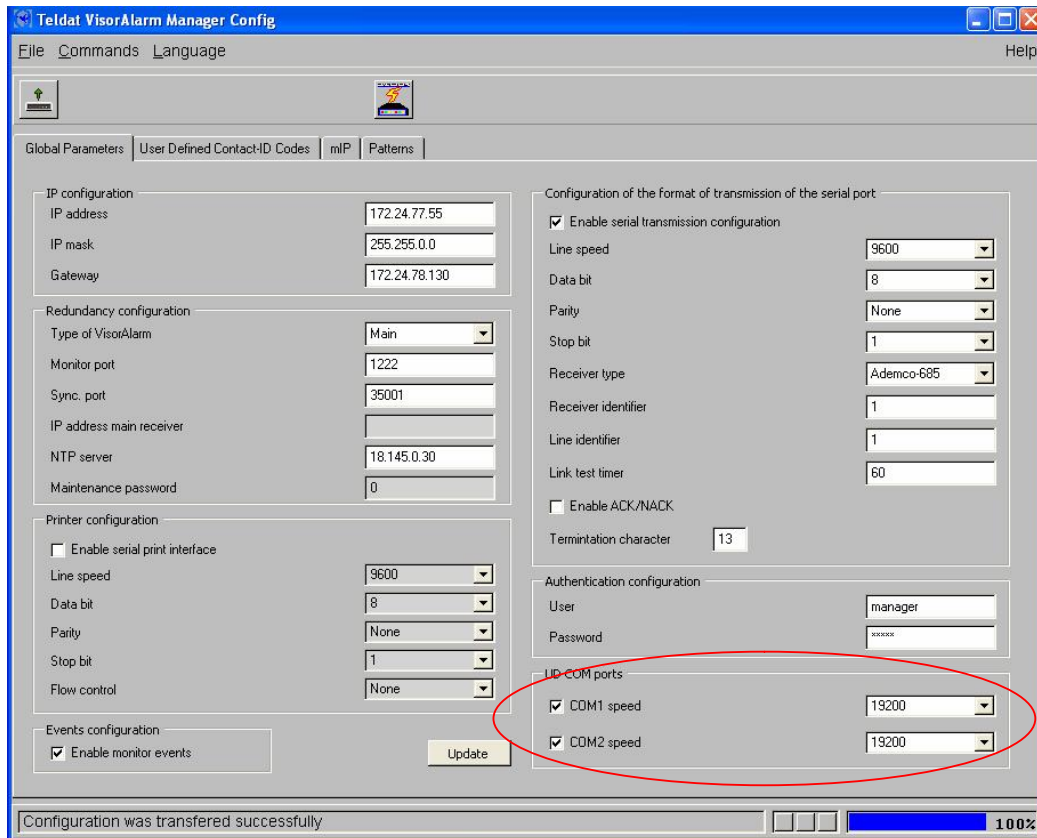 Teldat VisorAlarm Manager Config
File Commands Language Help
Global Parameters User Defined Contact-ID Codes mIP Patterns
IP configuration
IP address 172.24.77.55
IP mask 255.255.0.0
Gateway 172.24.78.130
Redundancy configuration
Type of VisorAlarm Main
Monitor port 1222
Sync. port 35001
IP address main receiver
NTP server 18.145.0.30
Maintenance password 0
Printer configuration
Enable serial print interface
Line speed 9600
Data bit 8
Parity None
Stop bit 1
Flow control None
Events configuration
Enable monitor events
Update
Configuration of the format of transmission of the serial port
Enable serial transmission configuration
Line speed 9600
Data bit 8
Parity None
Stop bit 1
Receiver type Ademco-685
Receiver identifier 1
Line identifier 1
Link test timer 60
Enable ACK/NACK
Termintation character 13
Authentication configuration
User manager
Password xxxxx
UD COM ports
COM1 speed 19200
COM2 speed 19200
Configuration was transfered successfully 100%